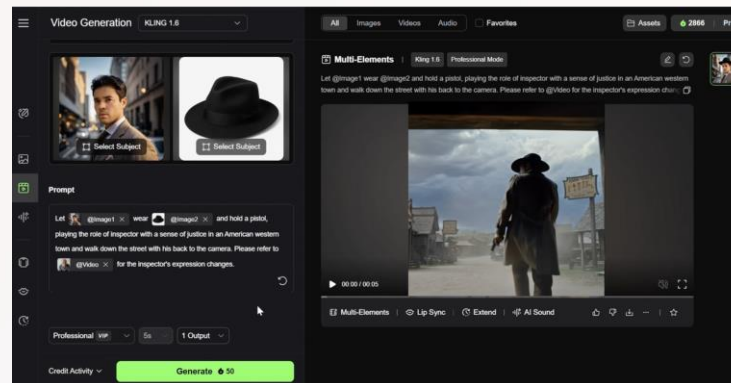 Video Generation
KLING 1.6
Select Subject
Select Subject
Prompt
Let @Image1 × wear @Image2 × and hold a pistol,
playing the role of inspector with a sense of justice in an American western
town and walk down the street with his back to the camera. Please refer to
@Video × for the inspector's expression changes.
Professional VIP
5s
1 Output
Credit Activity
Generate 50
All
Images
Videos
Audio
Favorites
Assets
2866
Multi-Elements
Kling 1.6
Professional Mode
Let @Image1 wear @Image2 and hold a pistol, playing the role of inspector with a sense of justice in an American western
town and walk down the street with his back to the camera. Please refer to @Video for the inspector's expression
00:00 / 00:05
Multi-Elements
Lip Sync
Extend
AI Sound